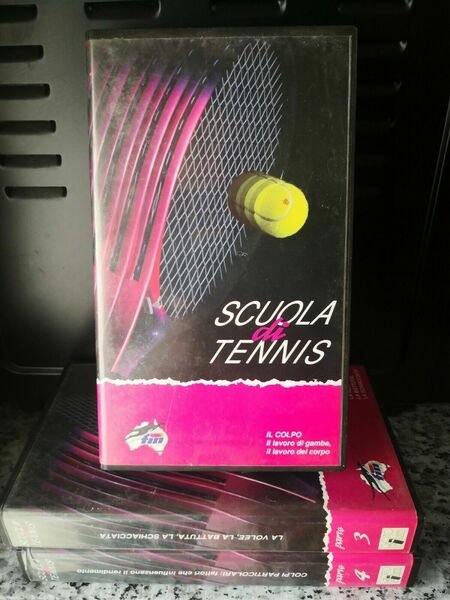 SCUOLA
di
TENNIS
IL COLPO
Il lavoro di gambe,
il lavoro del corpo
fin
LA VOLEE, LA BATTUTA, LA SCHIACCIATA
parte 3
i
COLPI PARTICOLARI: fattori che influenzano il rendimento
parte 4
i